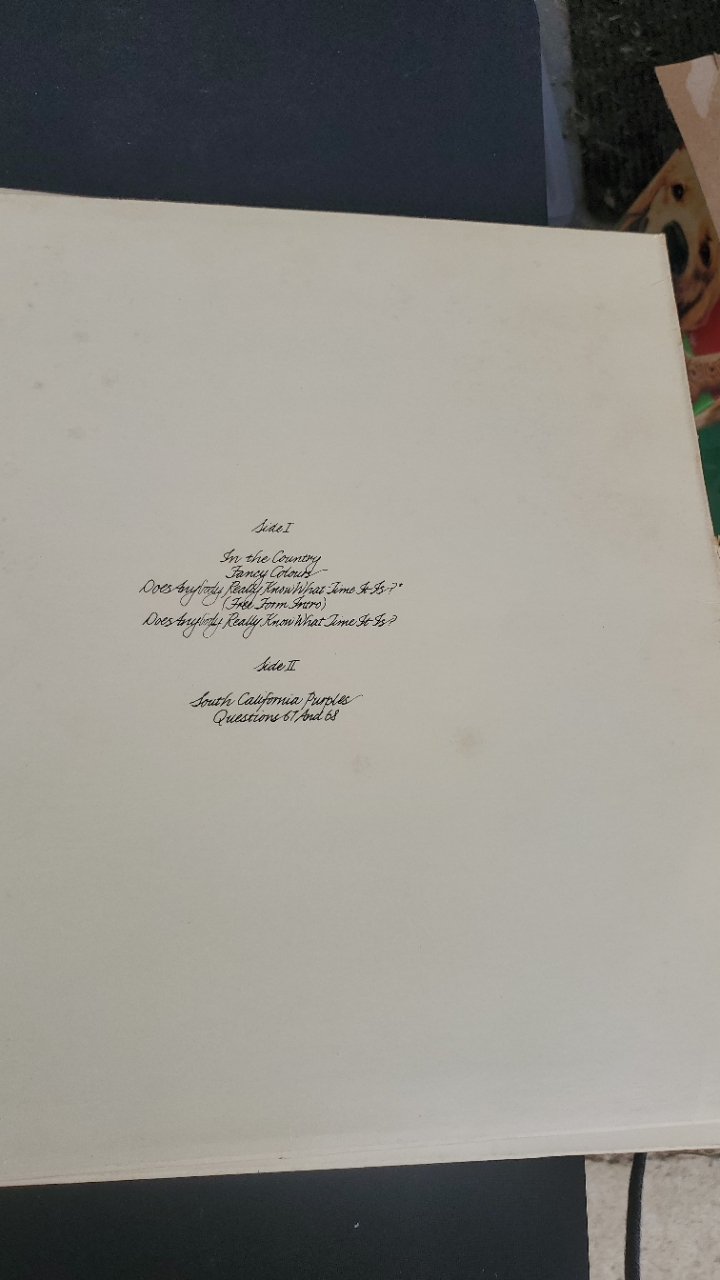 Side I
In the Country
Fancy Colours
Does Anybody Really Know What Time It Is?*
(Free Form Intro)
Does Anybody Really Know What Time It Is?
Side II
South California Purples
Questions 67 And 68